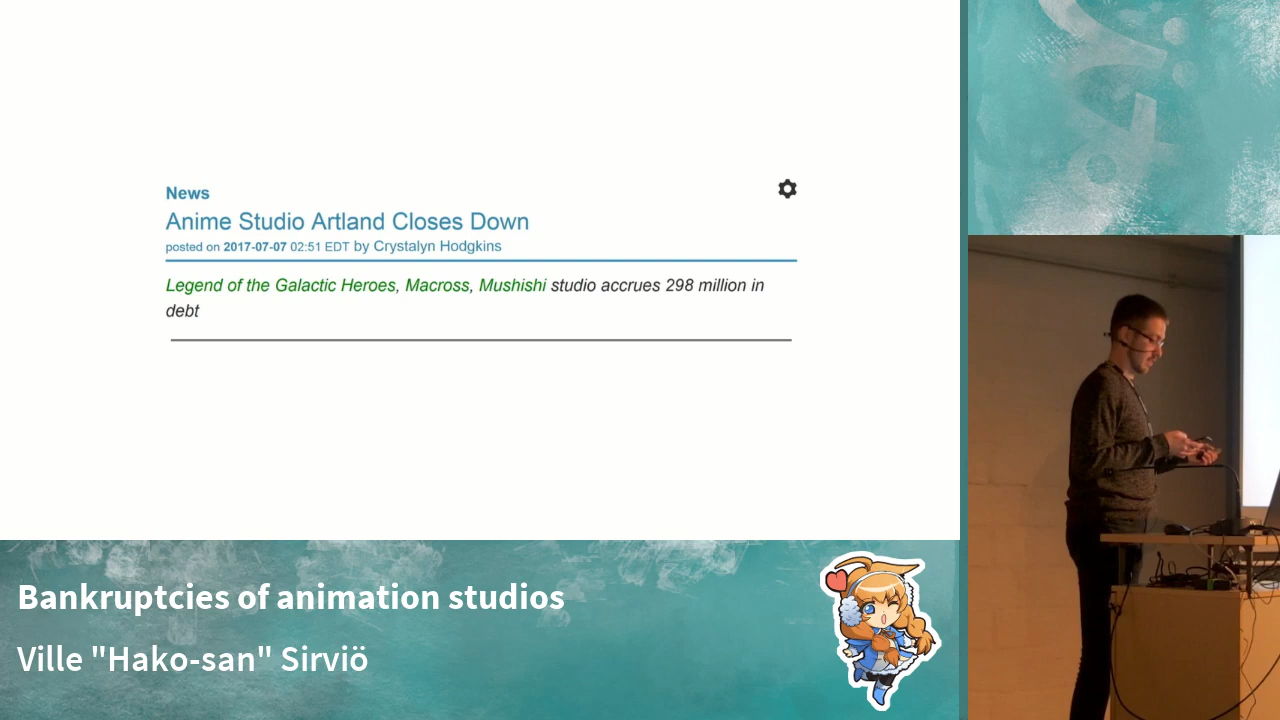 News
Anime Studio Artland Closes Down
posted on 2017-07-07 02:51 EDT by Crystalyn Hodgkins
Legend of the Galactic Heroes, Macross, Mushishi studio accrues 298 million in
debt
Bankruptcies of animation studios
Ville "Hako-san" Sirviö